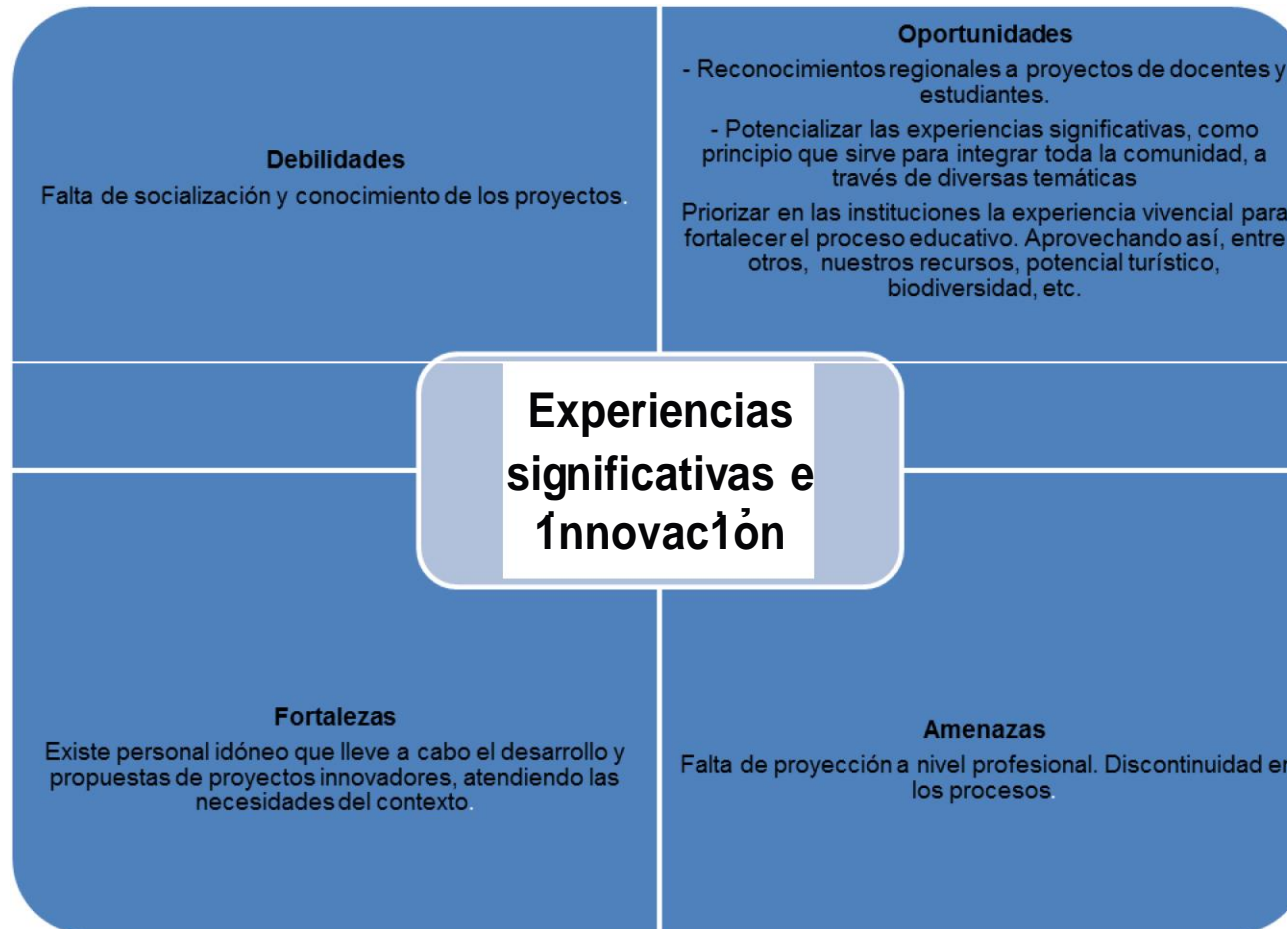 Debilidades
Falta de socialización y conocimiento de los proyectos.
Oportunidades
- Reconocimientos regionales a proyectos de docentes y
estudiantes.
- Potencializar las experiencias significativas, como
principio que sirve para integrar toda la comunidad, a
través de diversas temáticas
Priorizar en las instituciones la experiencia vivencial para
fortalecer el proceso educativo. Aprovechando así, entre
otros, nuestros recursos, potencial turístico,
biodiversidad, etc.
Experiencias
significativas e
1nnovac1ón
Fortalezas
Existe personal idóneo que lleve a cabo el desarrollo y
propuestas de proyectos innovadores, atendiendo las
necesidades del contexto.
Amenazas
Falta de proyección a nivel profesional. Discontinuidad en
los procesos.